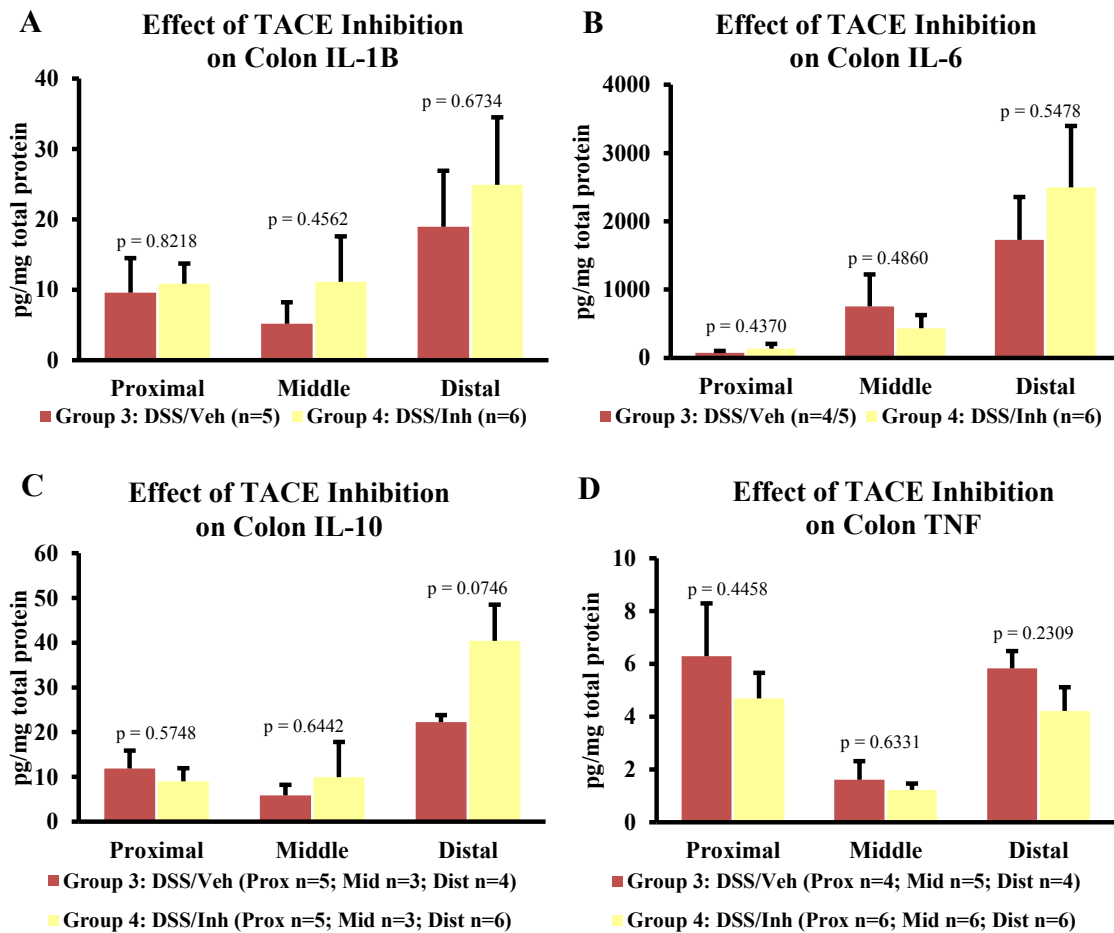 A
Effect of TACE Inhibition
on Colon IL-1B
pg/mg total protein
40
30
20
10
0
p = 0.8218
p = 0.4562
p = 0.6734
Proximal Middle Distal
Group 3: DSS/Veh (n=5) Group 4: DSS/Inh (n=6)
B
Effect of TACE Inhibition
on Colon IL-6
pg/mg total protein
4000
3000
2000
1000
0
p = 0.4370
p = 0.4860
p = 0.5478
Proximal Middle Distal
Group 3: DSS/Veh (n=4/5) Group 4: DSS/Inh (n=6)
C
Effect of TACE Inhibition
on Colon IL-10
pg/mg total protein
60
50
40
30
20
10
0
p = 0.5748
p = 0.6442
p = 0.0746
Proximal Middle Distal
Group 3: DSS/Veh (Prox n=5; Mid n=3; Dist n=4)
Group 4: DSS/Inh (Prox n=5; Mid n=3; Dist n=6)
D
Effect of TACE Inhibition
on Colon TNF
pg/mg total protein
10
8
6
4
2
0
p = 0.4458
p = 0.6331
p = 0.2309
Proximal Middle Distal
Group 3: DSS/Veh (Prox n=4; Mid n=5; Dist n=4)
Group 4: DSS/Inh (Prox n=6; Mid n=6; Dist n=6)